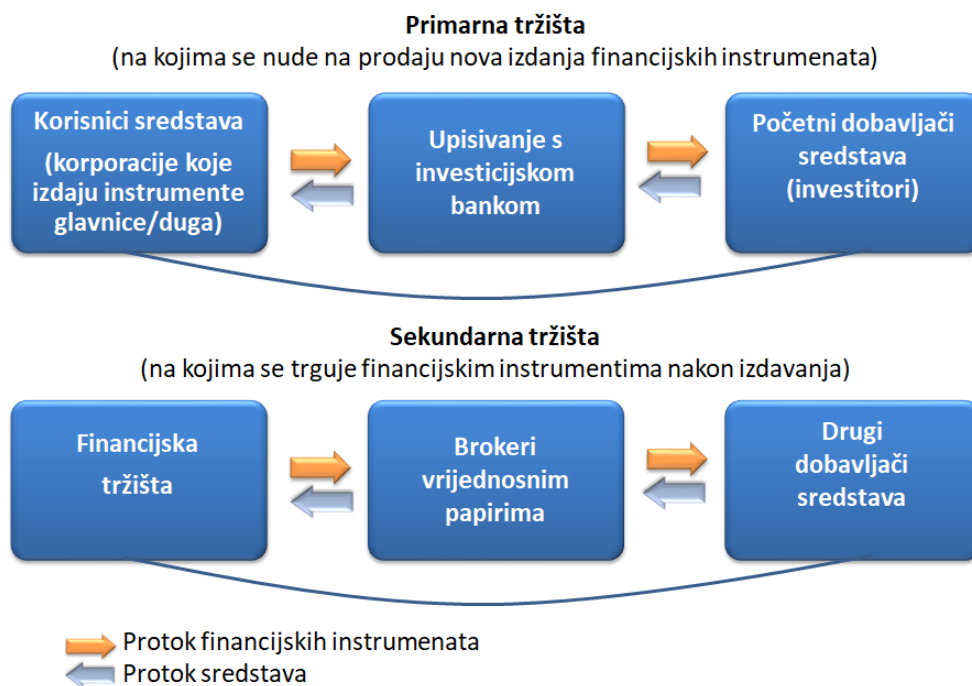 Primarna tržišta
(na kojima se nude na prodaju nova izdanja financijskih instrumenata)
Korisnici sredstava
(korporacije koje
izdaju instrumente
glavnice/duga)
Upisivanje s
investicijskom
bankom
Početni dobavljači
sredstava
(investitori)
Sekundarna tržišta
(na kojima se trguje financijskim instrumentima nakon izdavanja)
Financijska
tržišta
Brokeri
vrijednosnim
papirima
Drugi
dobavljači
sredstava
Protok financijskih instrumenata
Protok sredstava